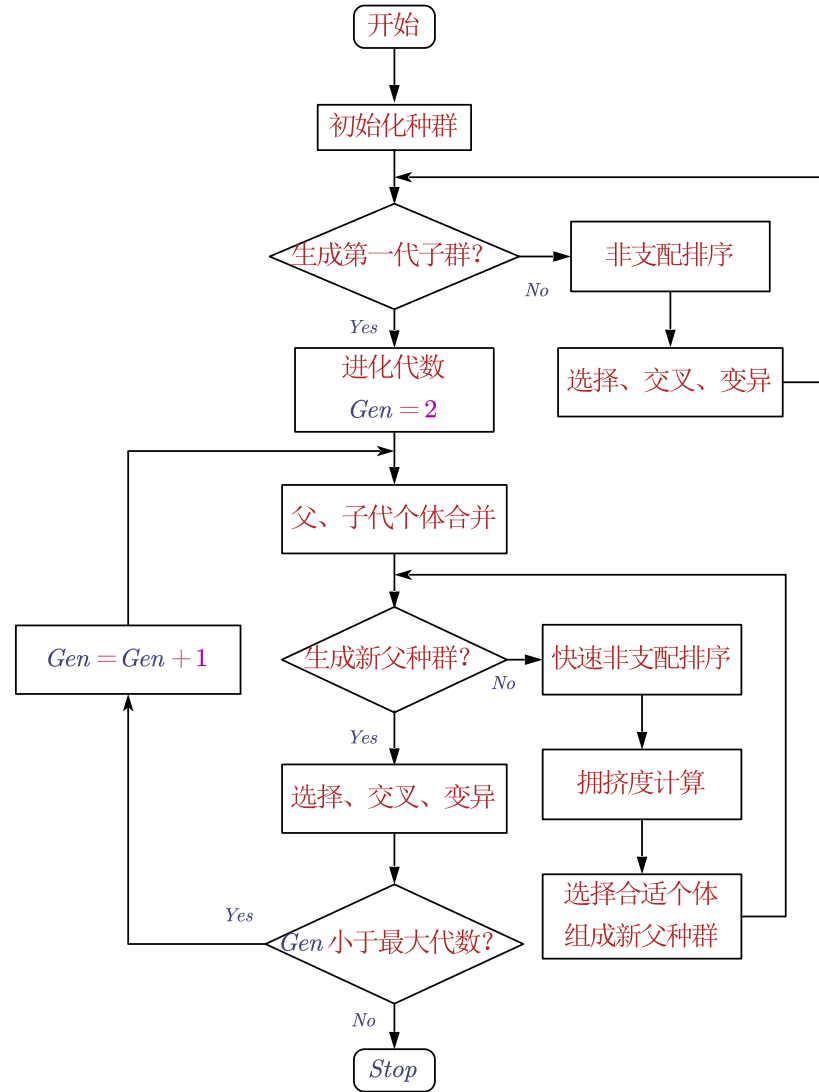 开始
初始化种群
生成第一代子群?
No
非支配排序
Yes
选择、交叉、变异
进化代数
Gen = 2
父、子代个体合并
Gen = Gen + 1
生成新父种群?
No
快速非支配排序
Yes
选择、交叉、变异
拥挤度计算
选择合适个体
组成新父种群
Yes
Gen 小于最大代数?
No
Stop